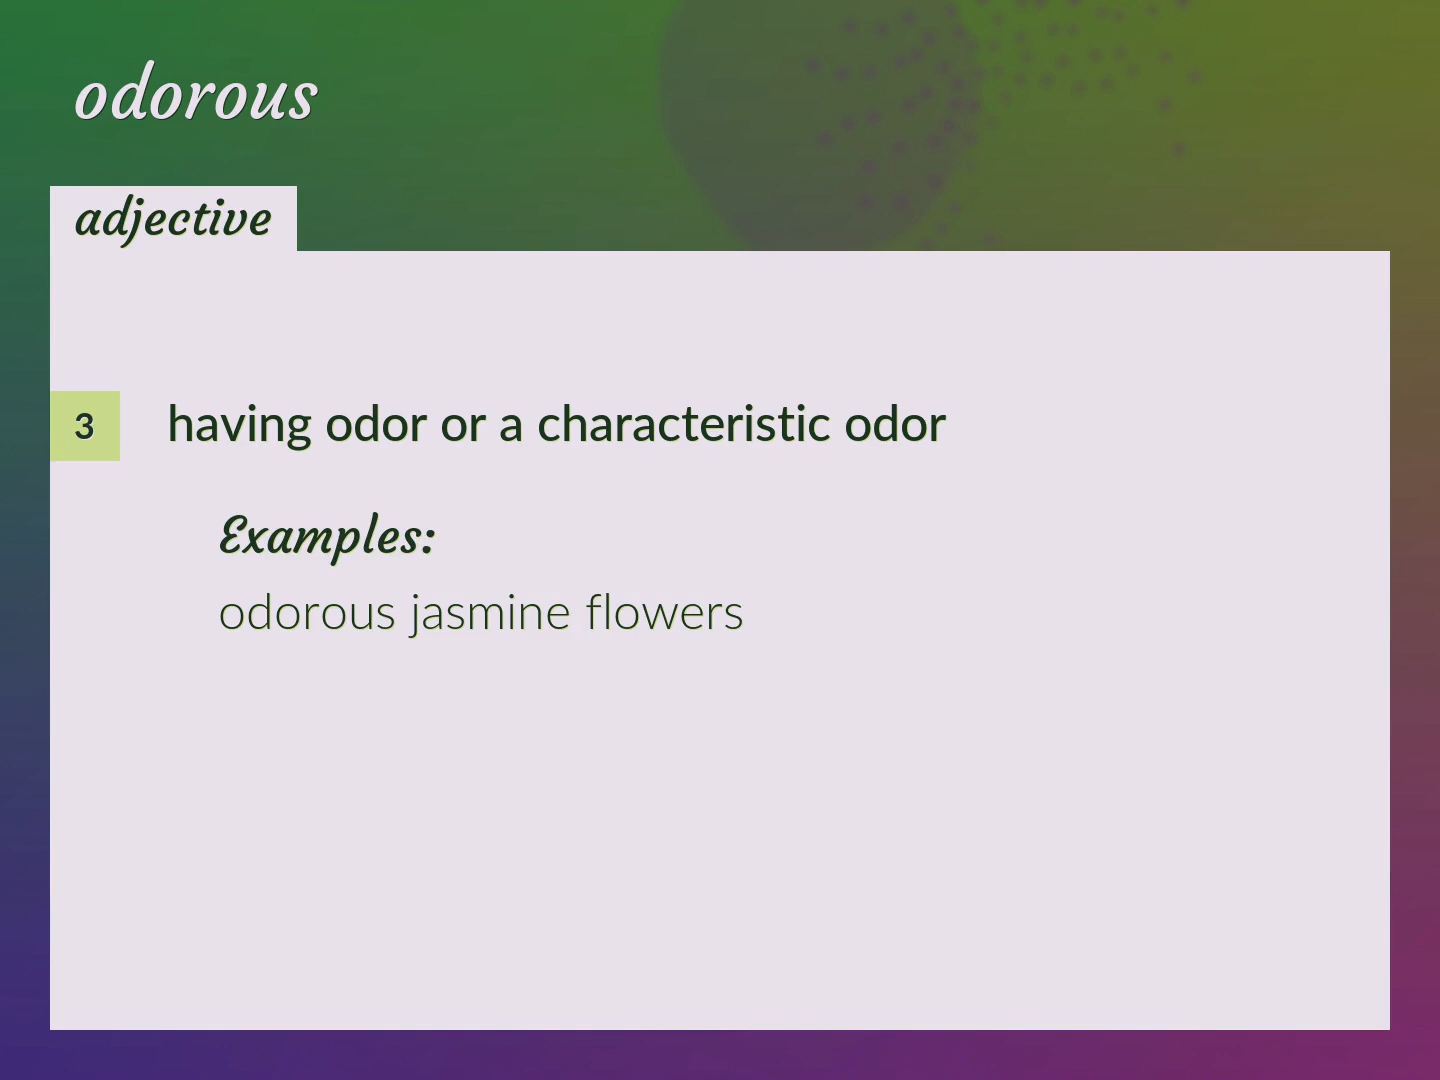 odorous
adjective
3 having odor or a characteristic odor
Examples:
odorous jasmine flowers